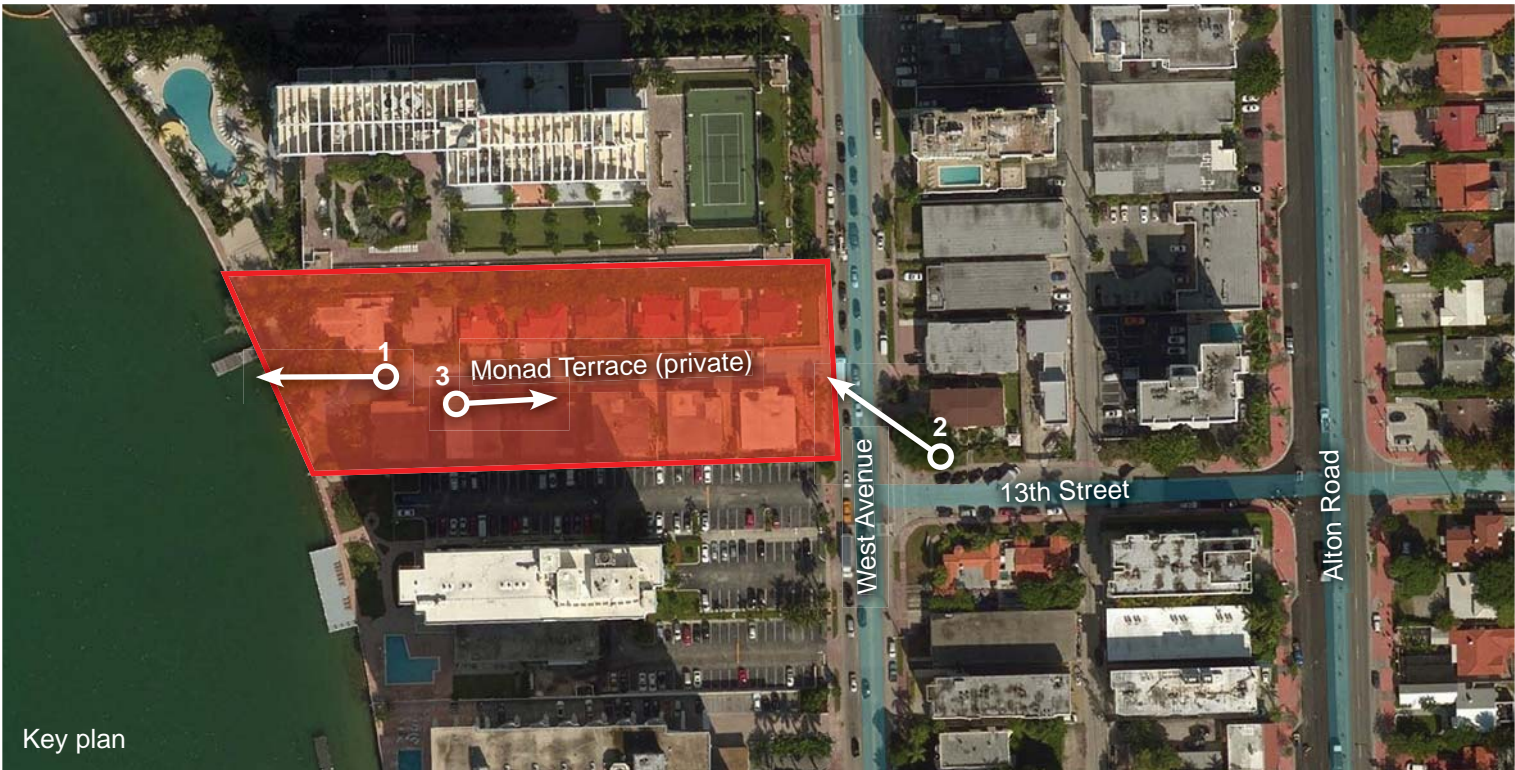 1
3
Monad Terrace (private)
2
West Avenue
13th Street
Alton Road
Key plan